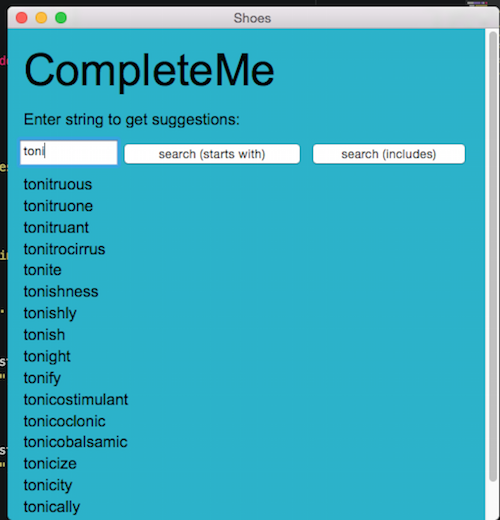 Shoes
CompleteMe
Enter string to get suggestions:
toni
search (starts with)
search (includes)
tonitruous
tonitruone
tonitruant
tonitrocirrus
tonite
tonishness
tonishly
tonish
tonight
tonify
tonicostimulant
tonicoclonic
tonicobalsamic
tonicize
tonicity
tonically